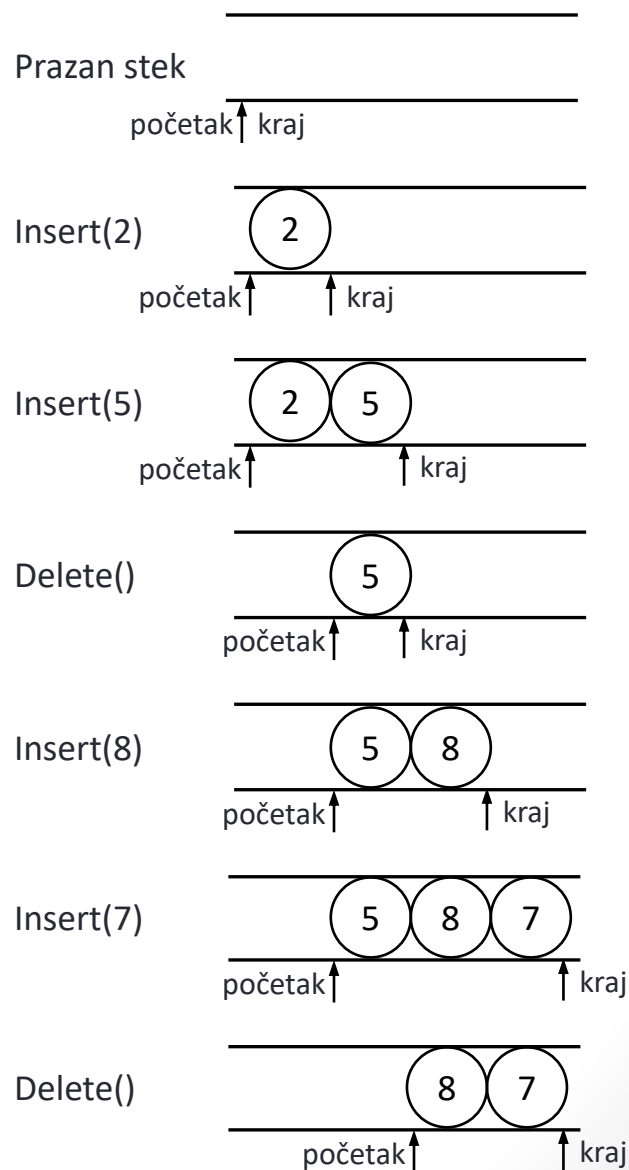 Prazan stek
početak kraj
Insert(2)
2
početak kraj
Insert(5)
2 5
početak kraj
Delete()
5
početak kraj
Insert(8)
5 8
početak kraj
Insert(7)
5 8 7
početak kraj
Delete()
8 7
početak kraj